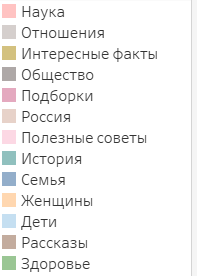 Наука
Отношения
Интересные факты
Общество
Подборки
Россия
Полезные советы
История
Семья
Женщины
Дети
Рассказы
Здоровье